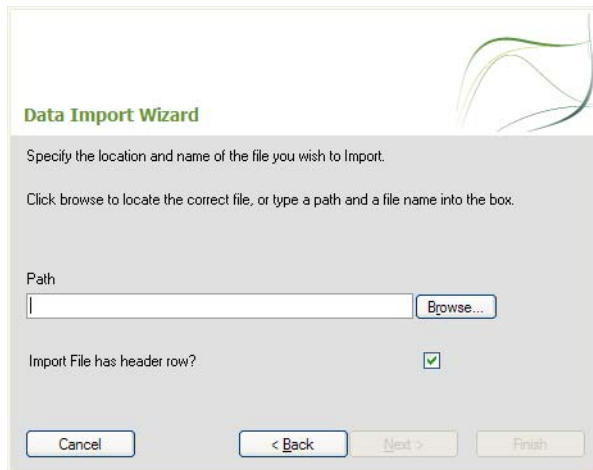 Data Import Wizard
Specify the location and name of the file you wish to Import.
Click browse to locate the correct file, or type a path and a file name into the box.
Path
Browse...
Import File has header row?
Cancel
< Back
Next >
Finish